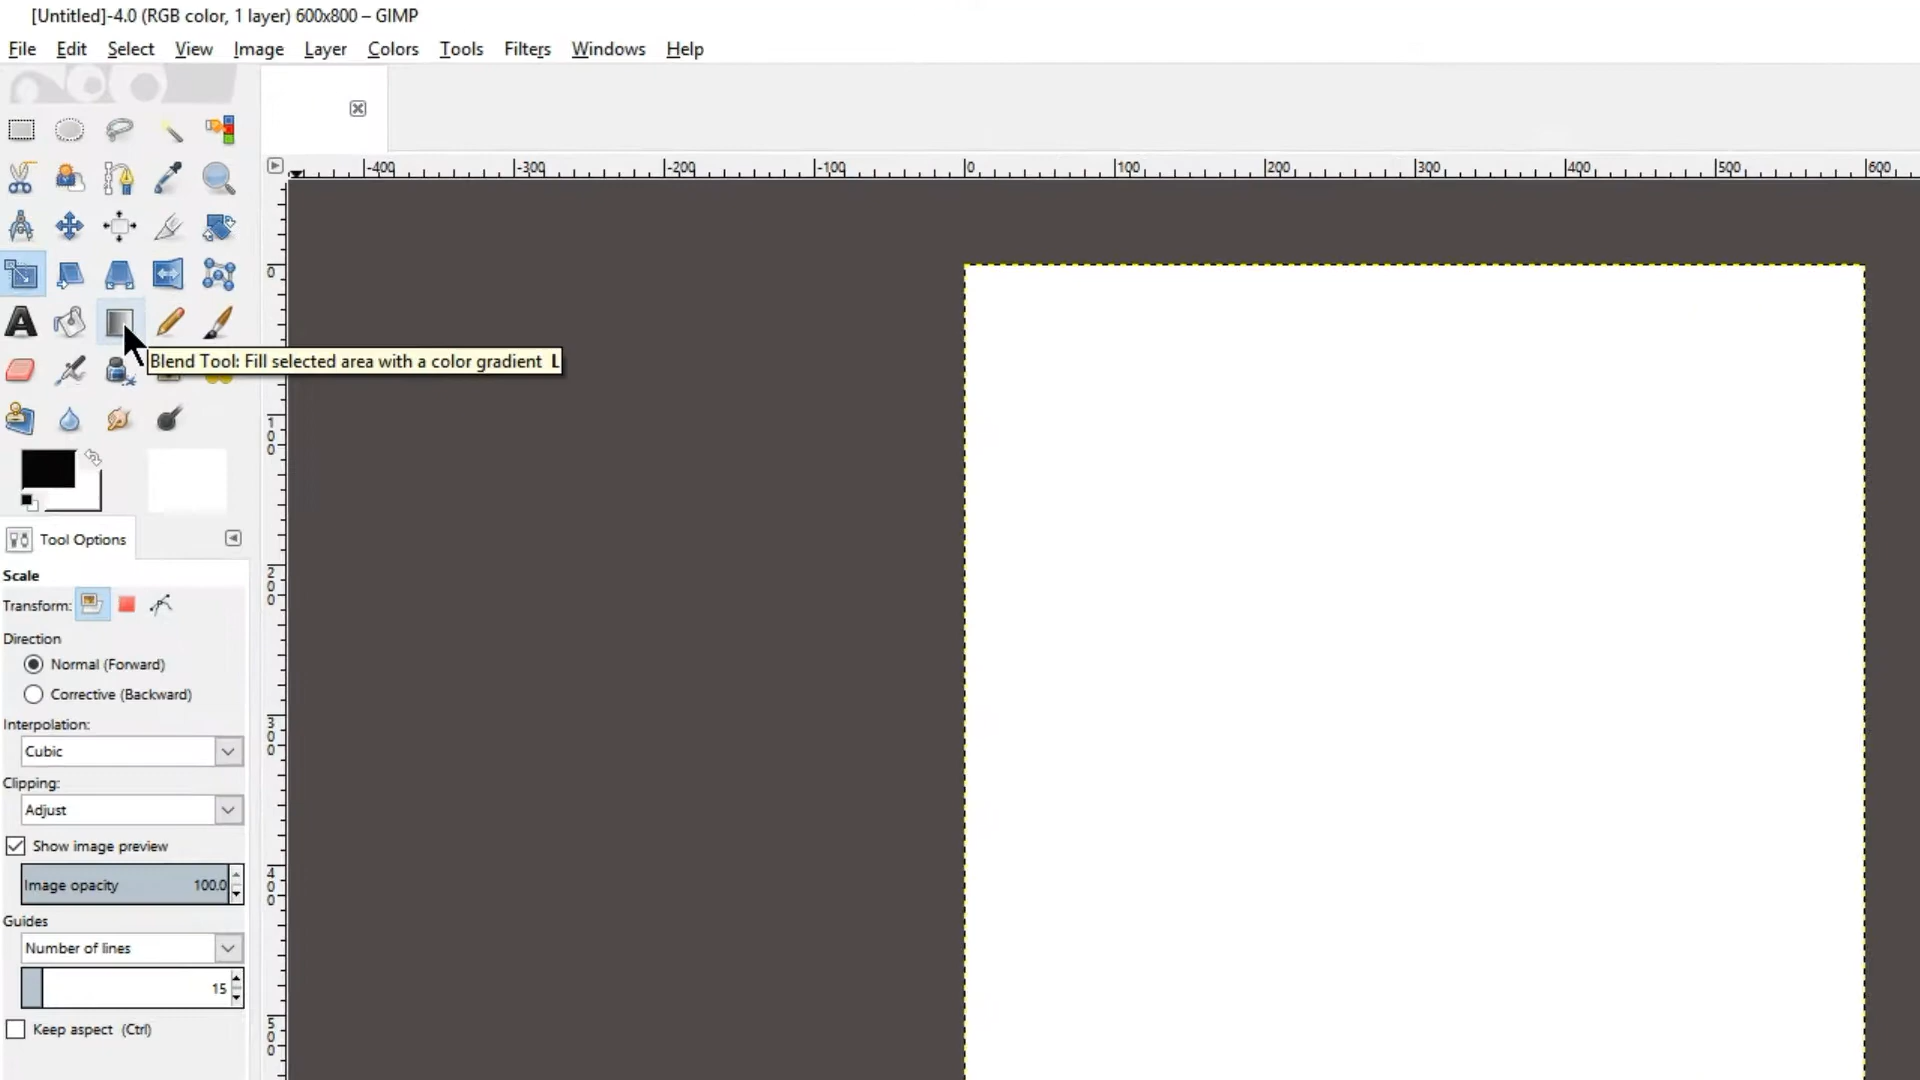 [Untitled]-4.0 (RGB color, 1 layer) 600x800 – GIMP
File Edit Select View Image Layer Colors Tools Filters Windows Help
-400 -300 -200 -100 0 100 200 300 400 500 600
0
Blend Tool: Fill selected area with a color gradient L
100
200
300
400
500
Tool Options
Scale
Transform:
Direction
Normal (Forward)
Corrective (Backward)
Interpolation:
Cubic
Clipping:
Adjust
Show image preview
Image opacity 100.0
Guides
Number of lines
15
Keep aspect (Ctrl)